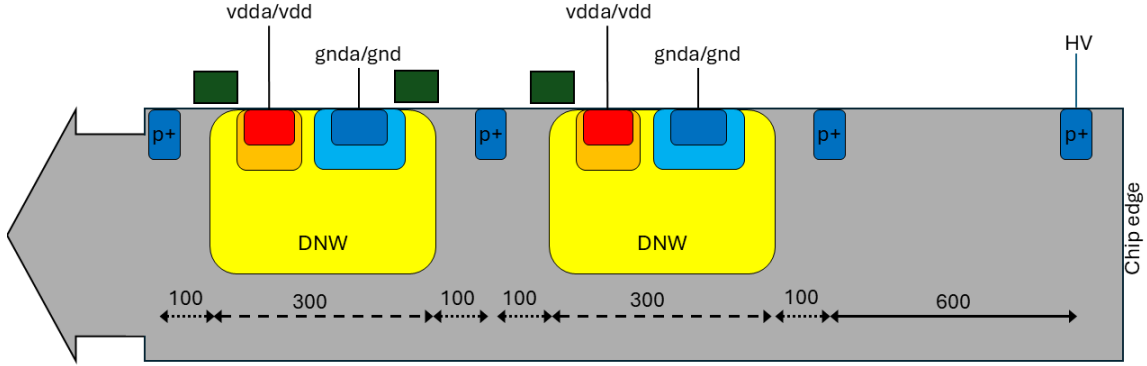 vdda/vdd
vdda/vdd
gnda/gnd
gnda/gnd
HV
p+
p+
p+
p+
DNW
DNW
Chip edge
100
300
100
100
300
100
600